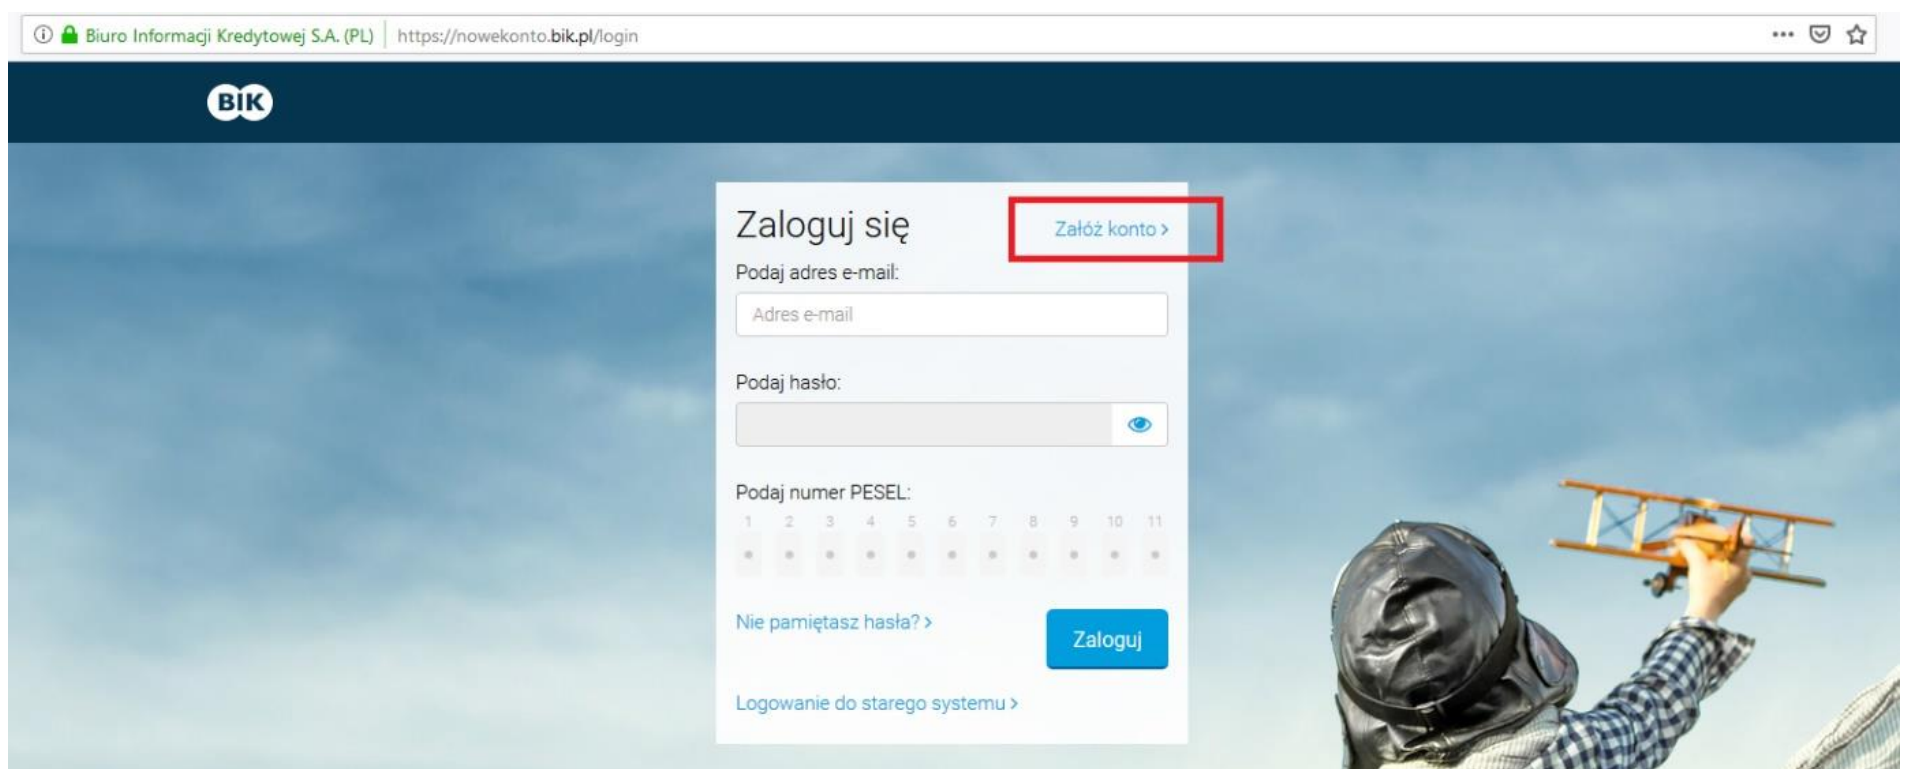 Biuro Informacji Kredytowej S.A. (PL) https://nowekonto.bik.pl/login
BIK
Zaloguj się
Załóż konto >
Podaj adres e-mail:
Adres e-mail
Podaj hasło:
Podaj numer PESEL:
1 2 3 4 5 6 7 8 9 10 11
Nie pamiętasz hasła? >
Zaloguj
Logowanie do starego systemu >